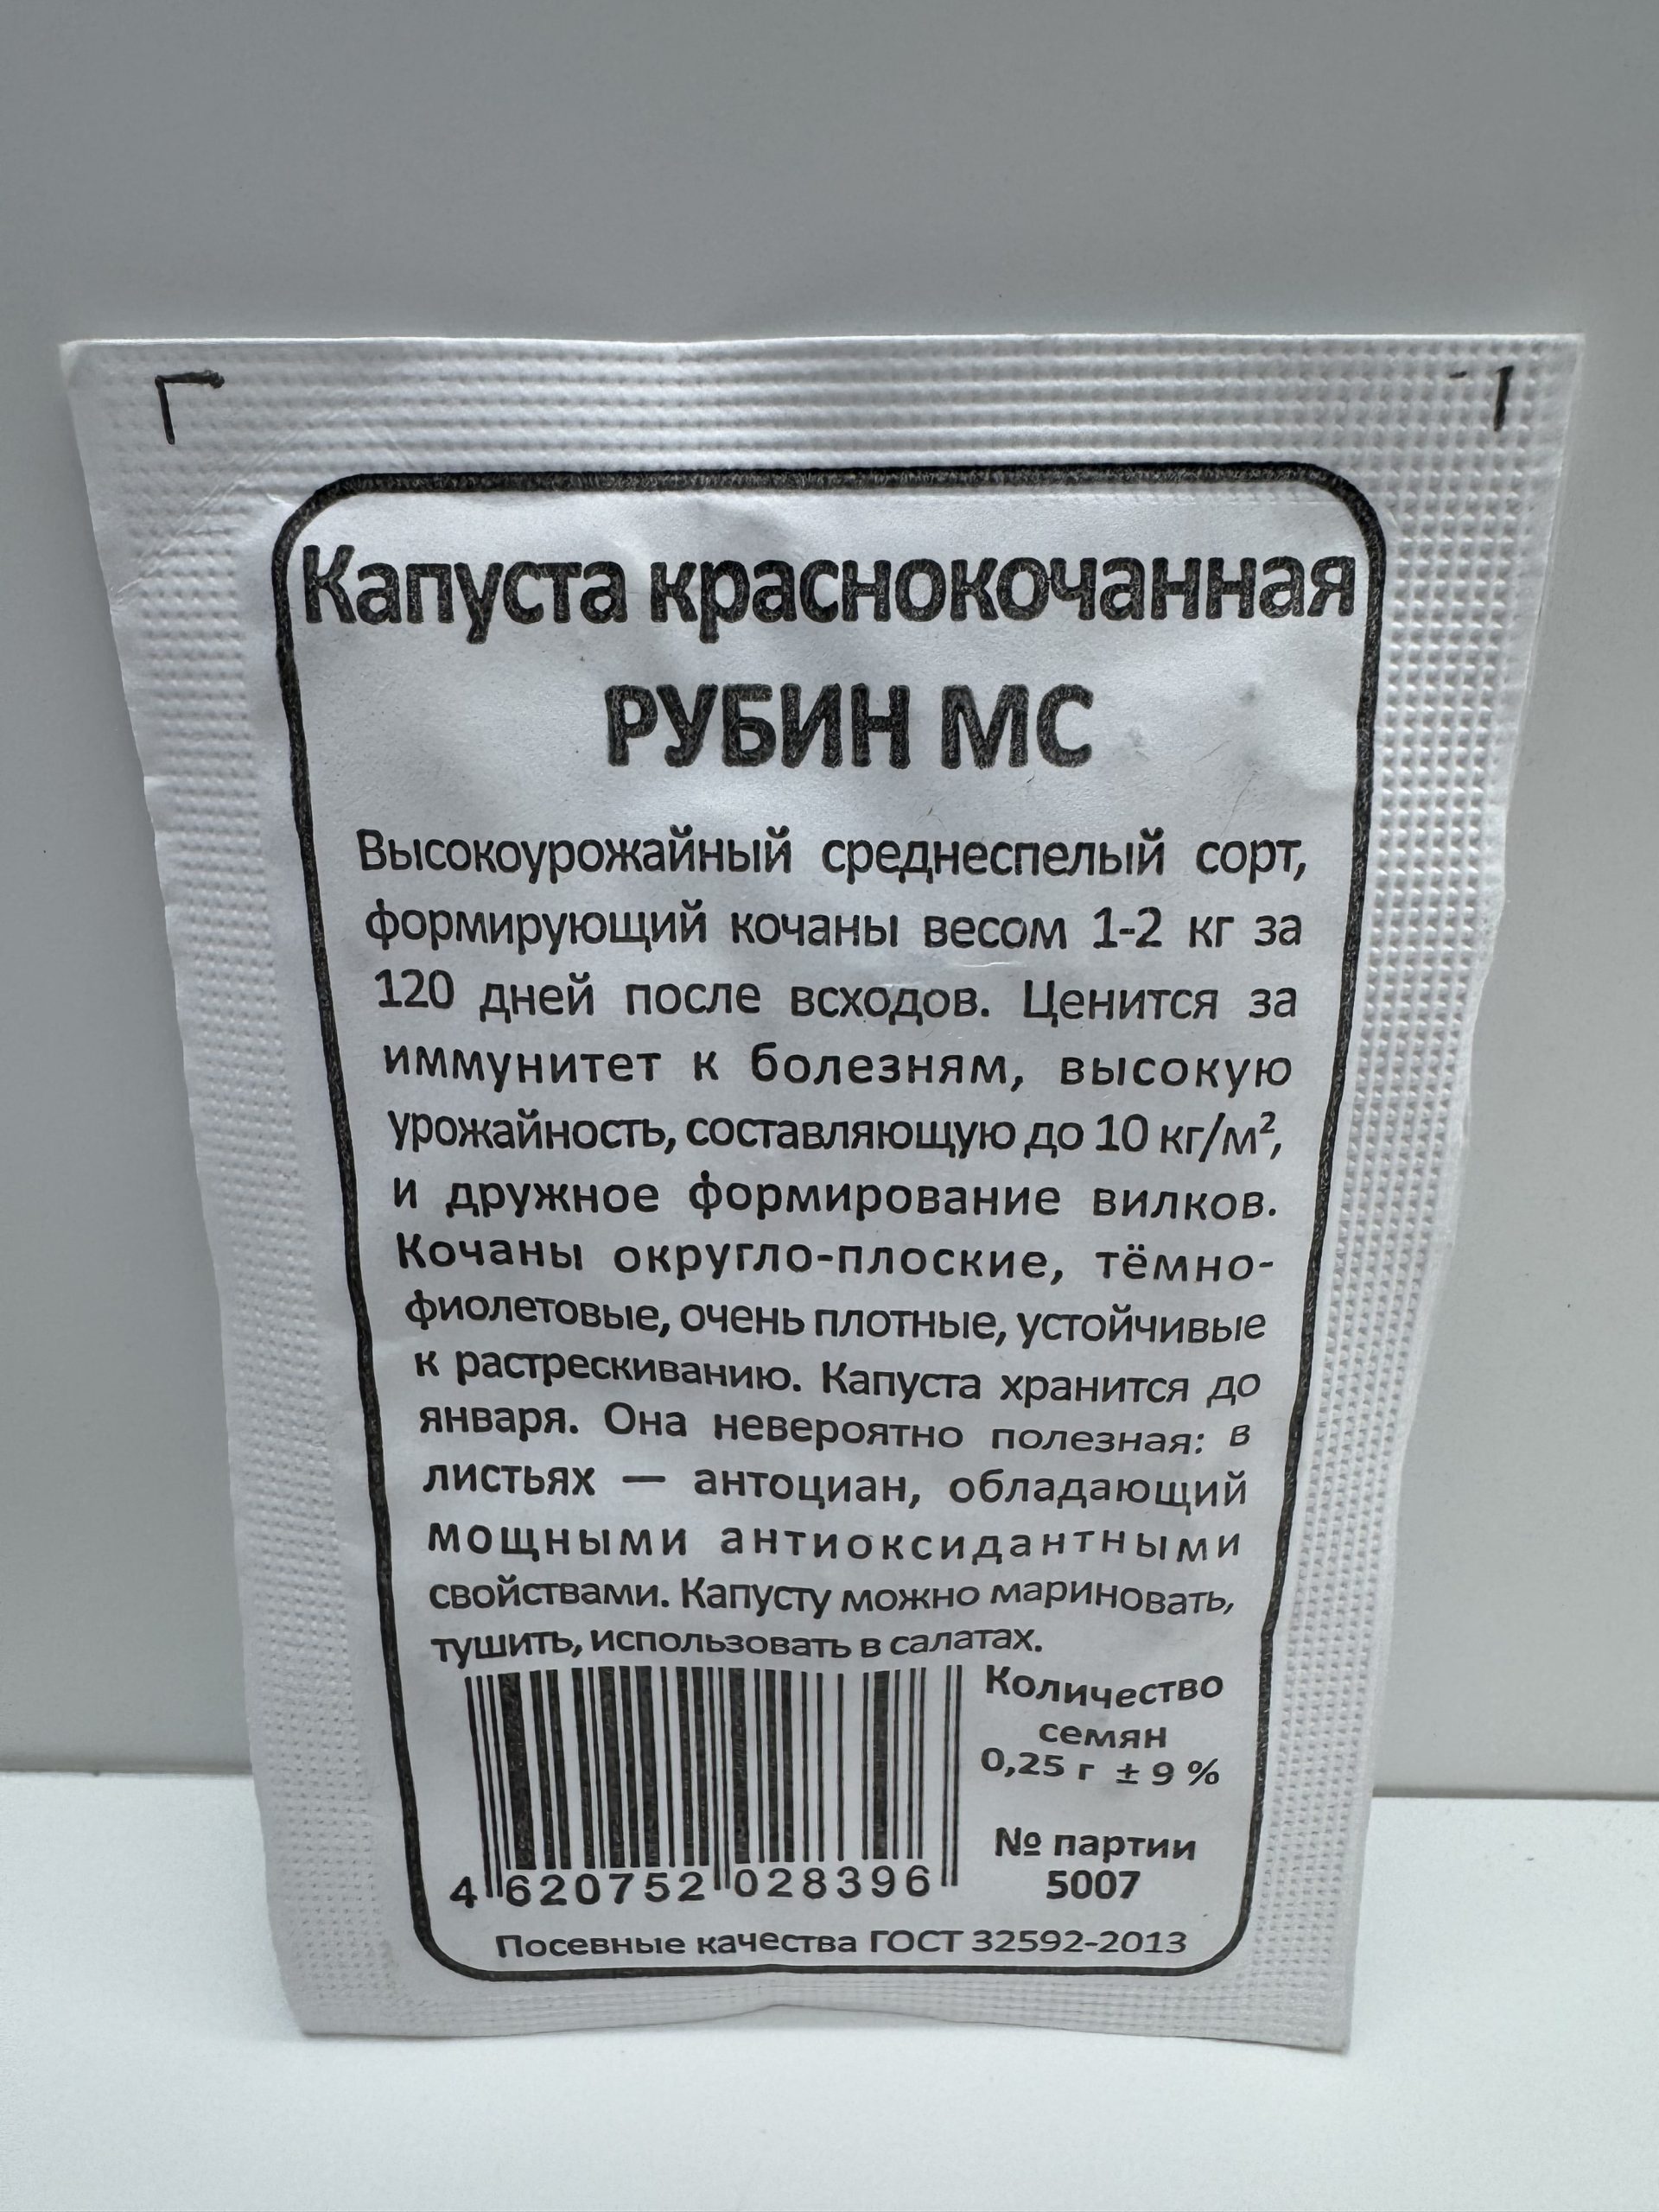 Капуста краснокочанная
РУБИН МС
Высокоурожайный среднеспелый сорт,
формирующий кочаны весом 1-2 кг за
120 дней после всходов. Ценится за
иммунитет к болезням, высокую
урожайность, составляющую до 10 кг/м²,
и дружное формирование вилков.
Кочаны округло-плоские, тёмно-
фиолетовые, очень плотные, устойчивые
к растрескиванию. Капуста хранится до
января. Она невероятно полезная: в
листьях — антоциан, обладающий
мощными антиоксидантными
свойствами. Капусту можно мариновать,
тушить, использовать в салатах.
Количество
семян
0,25 г ± 9 %
№ партии
5007
4 620752 028396
Посевные качества ГОСТ 32592-2013